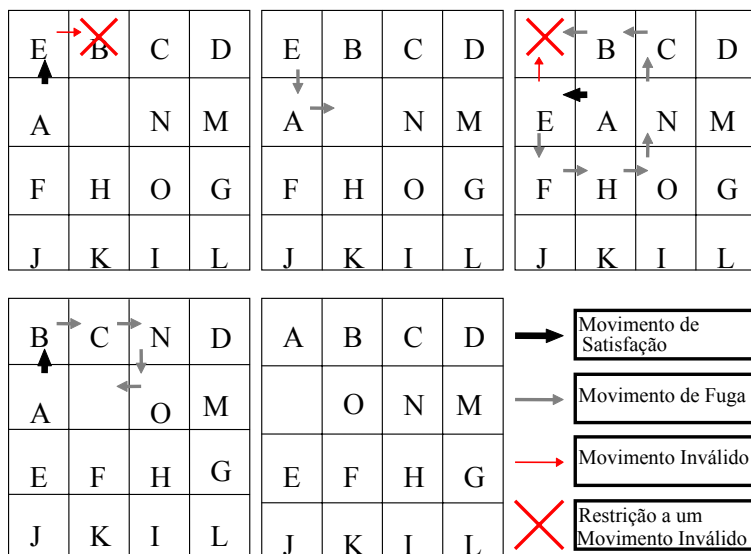 E B C D
A N M
F H O G
J K I L
E B C D
A N M
F H O G
J K I L
B C D
E A N M
F H O G
J K I L
B C N D
A O M
E F H G
J K I L
A B C D
O N M
E F H G
J K I L
Movimento de
Satisfação
Movimento de Fuga
Movimento Inválido
Restrição a um
Movimento Inválido